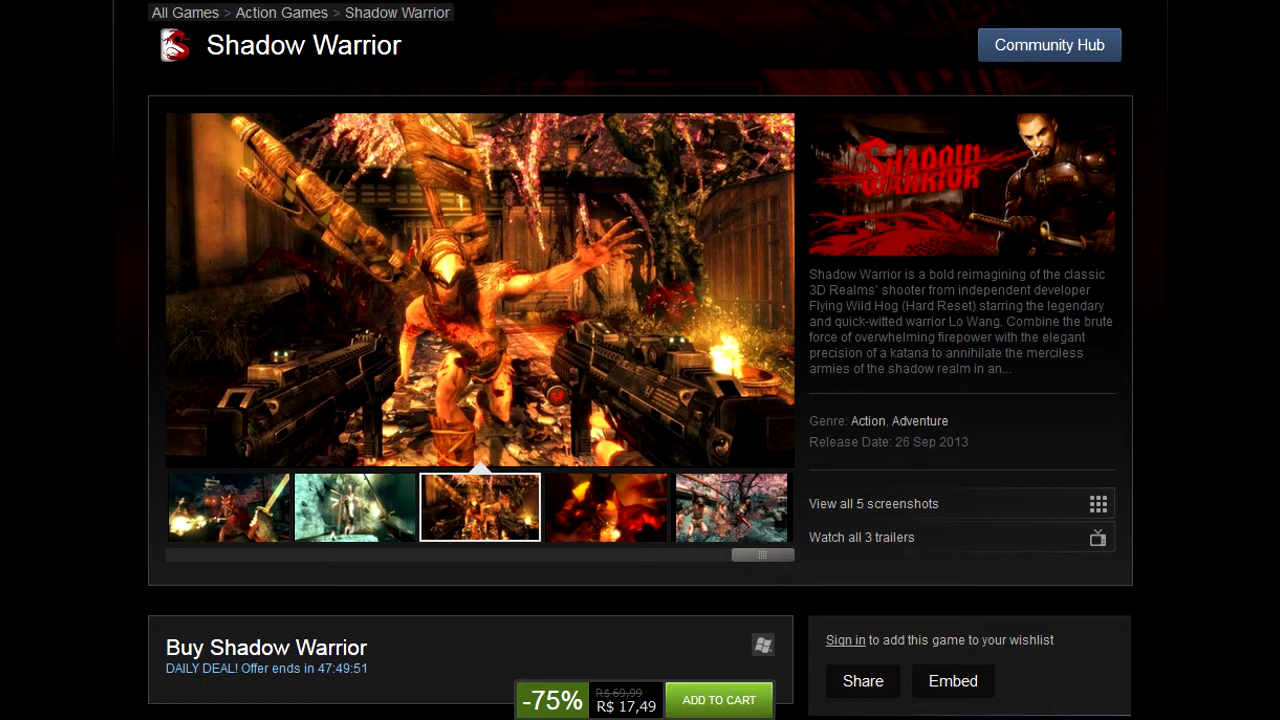 All Games > Action Games > Shadow Warrior
Shadow Warrior
Community Hub
SHADOW
WARRIOR
Shadow Warrior is a bold reimagining of the classic
3D Realms' shooter from independent developer
Flying Wild Hog (Hard Reset) starring the legendary
and quick-witted warrior Lo Wang. Combine the brute
force of overwhelming firepower with the elegant
precision of a katana to annihilate the merciless
armies of the shadow realm in an...
Genre: Action, Adventure
Release Date: 26 Sep 2013
View all 5 screenshots
Watch all 3 trailers
Buy Shadow Warrior
DAILY DEAL! Offer ends in 47:49:51
-75%
R$ 69,99
R$ 17,49
ADD TO CART
Sign in to add this game to your wishlist
Share
Embed